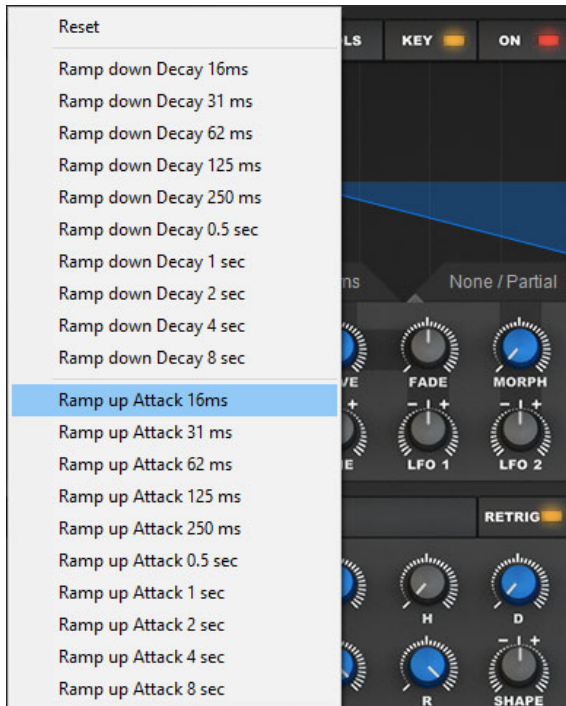 Reset
Ramp down Decay 16ms
Ramp down Decay 31 ms
Ramp down Decay 62 ms
Ramp down Decay 125 ms
Ramp down Decay 250 ms
Ramp down Decay 0.5 sec
Ramp down Decay 1 sec
Ramp down Decay 2 sec
Ramp down Decay 4 sec
Ramp down Decay 8 sec
Ramp up Attack 16ms
Ramp up Attack 31 ms
Ramp up Attack 62 ms
Ramp up Attack 125 ms
Ramp up Attack 250 ms
Ramp up Attack 0.5 sec
Ramp up Attack 1 sec
Ramp up Attack 2 sec
Ramp up Attack 4 sec
Ramp up Attack 8 sec
LS KEY ON
ms None / Partial
VE FADE MORPH
E LFO 1 LFO 2
RETRIG
H D
R SHAPE